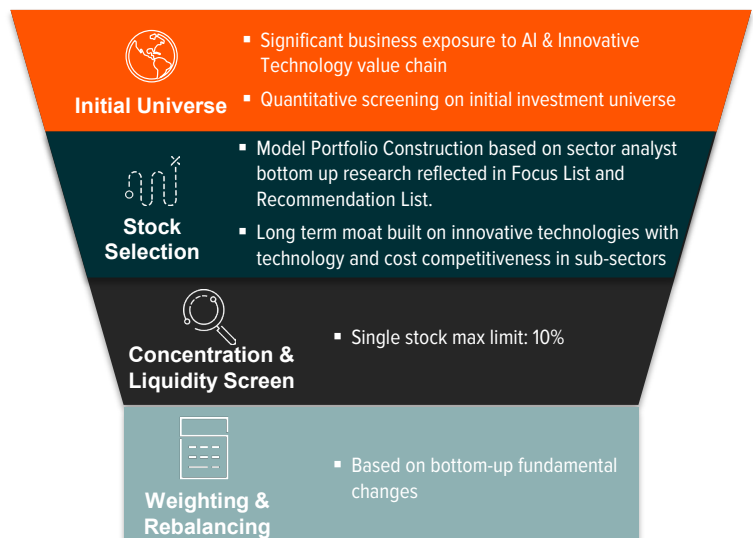 Initial Universe
▪ Significant business exposure to AI & Innovative
Technology value chain
▪ Quantitative screening on initial investment universe
Stock
Selection
▪ Model Portfolio Construction based on sector analyst
bottom up research reflected in Focus List and
Recommendation List.
▪ Long term moat built on innovative technologies with
technology and cost competitiveness in sub-sectors
Concentration &
Liquidity Screen
▪ Single stock max limit: 10%
Weighting &
Rebalancing
▪ Based on bottom-up fundamental
changes